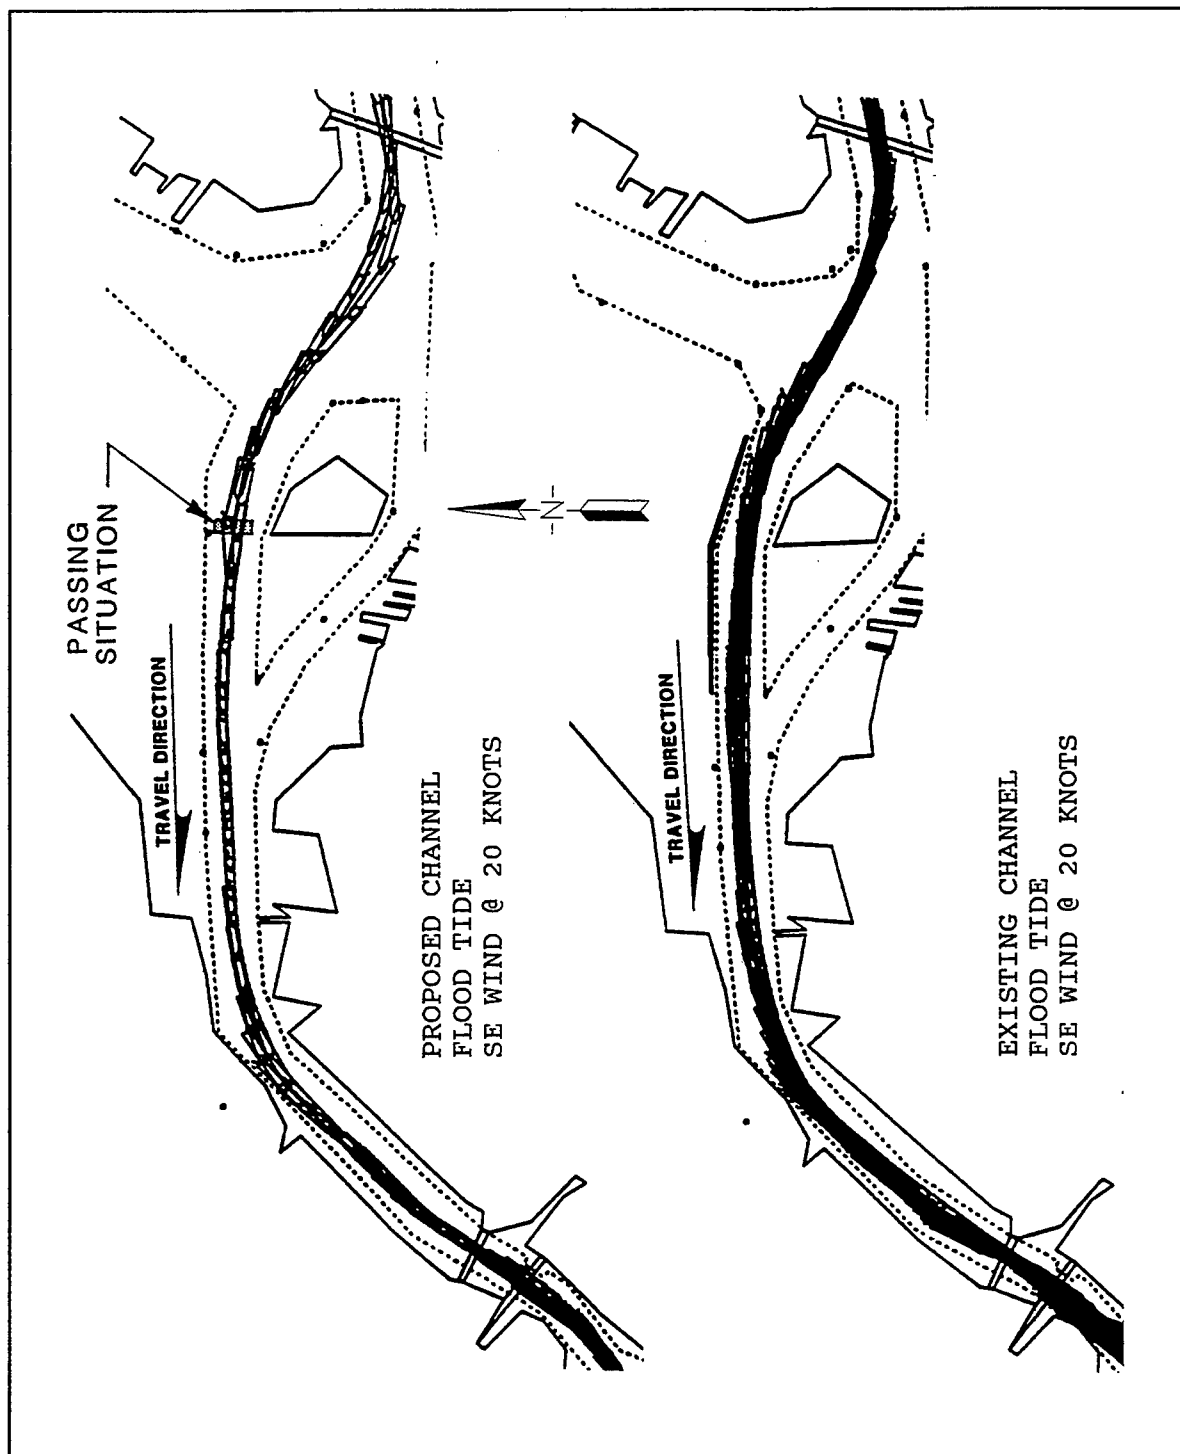 PASSING
SITUATION
TRAVEL DIRECTION
PROPOSED CHANNEL
FLOOD TIDE
SE WIND @ 20 KNOTS
-N-
TRAVEL DIRECTION
EXISTING CHANNEL
FLOOD TIDE
SE WIND @ 20 KNOTS